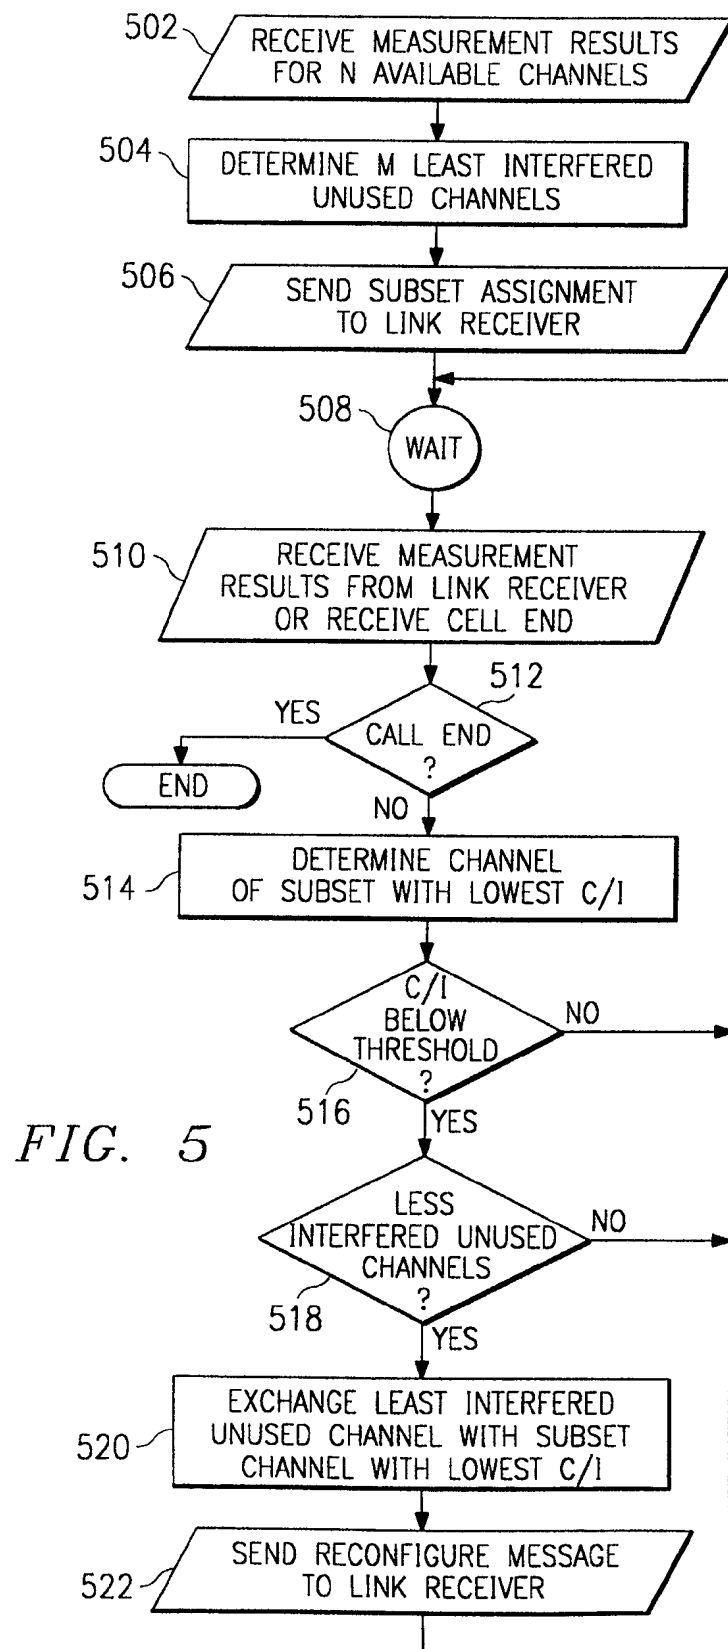 502
RECEIVE MEASUREMENT RESULTS
FOR N AVAILABLE CHANNELS
504
DETERMINE M LEAST INTERFERED
UNUSED CHANNELS
506
SEND SUBSET ASSIGNMENT
TO LINK RECEIVER
508
WAIT
510
RECEIVE MEASUREMENT
RESULTS FROM LINK RECEIVER
OR RECEIVE CELL END
512
YES
CALL END
?
END
NO
514
DETERMINE CHANNEL
OF SUBSET WITH LOWEST C/I
C/I
BELOW
THRESHOLD
?
NO
516
YES
FIG. 5
LESS
INTERFERED UNUSED
CHANNELS
?
NO
518
YES
520
EXCHANGE LEAST INTERFERED
UNUSED CHANNEL WITH SUBSET
CHANNEL WITH LOWEST C/I
522
SEND RECONFIGURE MESSAGE
TO LINK RECEIVER